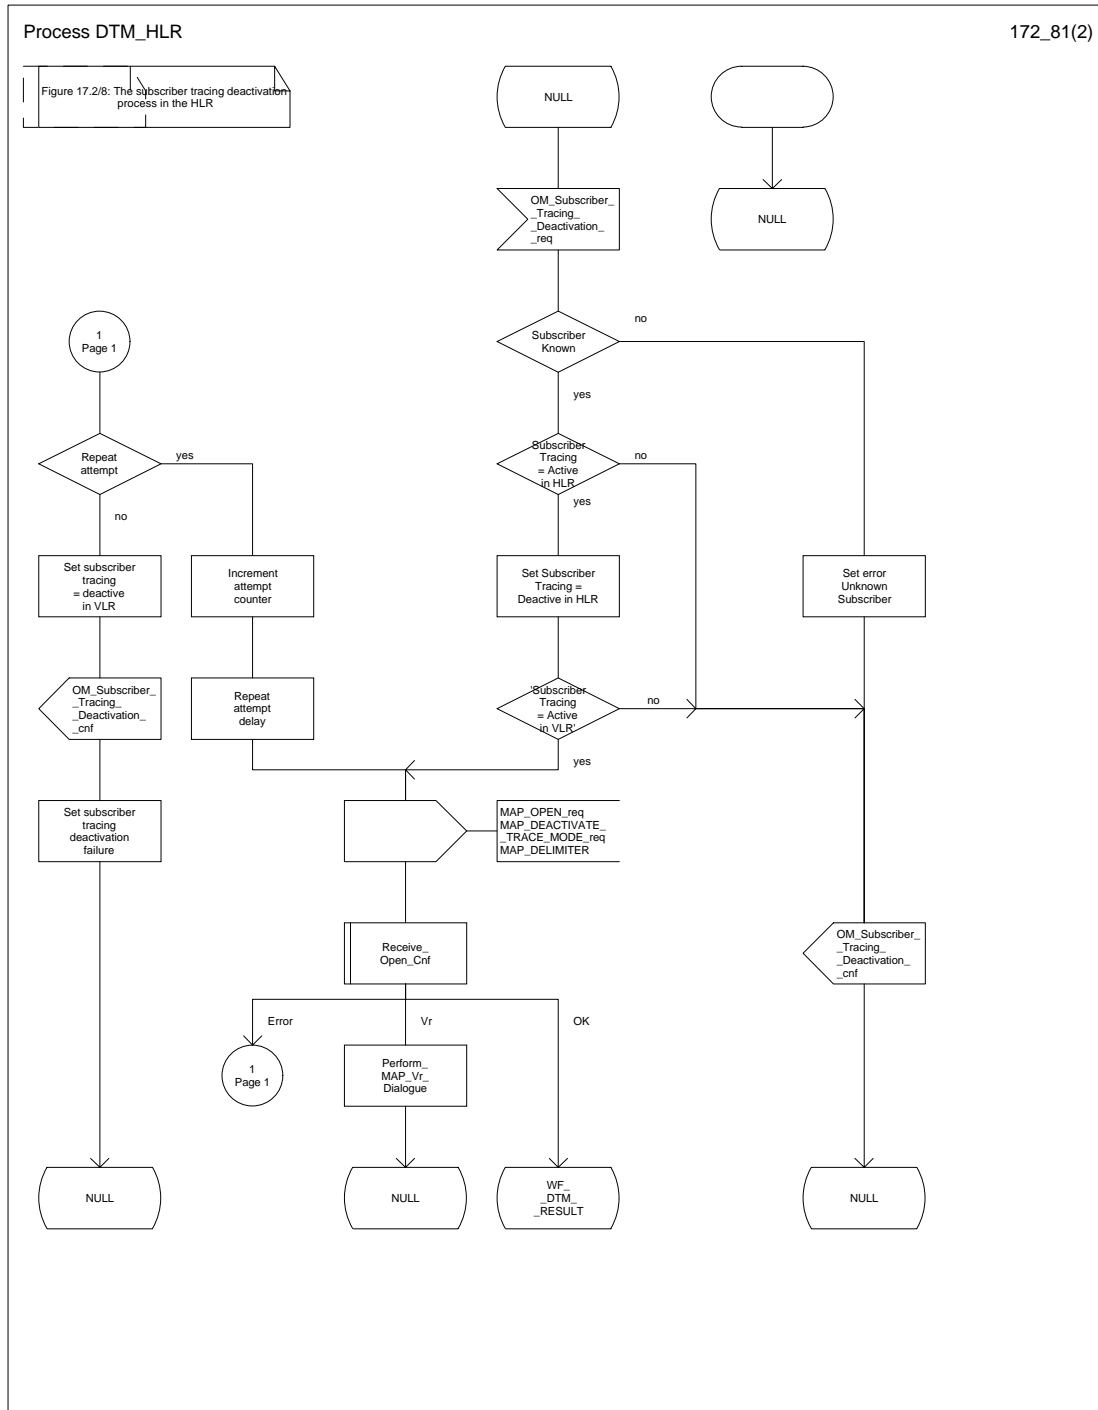 Process DTM_HLR
172_81(2)
Figure 17.2/8: The subscriber tracing deactivation
process in the HLR
NULL
OM_Subscriber_
_Tracing_
_Deactivation_
_req
NULL
no
Subscriber
Known
1
Page 1
yes
Repeat
attempt
yes
Subscriber
Tracing
= Active
in HLR
no
no
yes
Set subscriber
tracing
= deactive
in VLR
Increment
attempt
counter
Set Subscriber
Tracing =
Deactive in HLR
Set error
Unknown
Subscriber
OM_Subscriber_
_Tracing_
_Deactivation_
_cnf
Repeat
attempt
delay
'Subscriber
Tracing
= Active
in VLR'
no
yes
Set subscriber
tracing
deactivation
failure
MAP_OPEN_req
MAP_DEACTIVATE_
_TRACE_MODE_req
MAP_DELIMITER
Receive_
Open_Cnf
OM_Subscriber_
_Tracing_
_Deactivation_
_cnf
Error
Vr
OK
1
Page 1
Perform_
MAP_Vr_
Dialogue
NULL
NULL
WF_
_DTM_
_RESULT
NULL